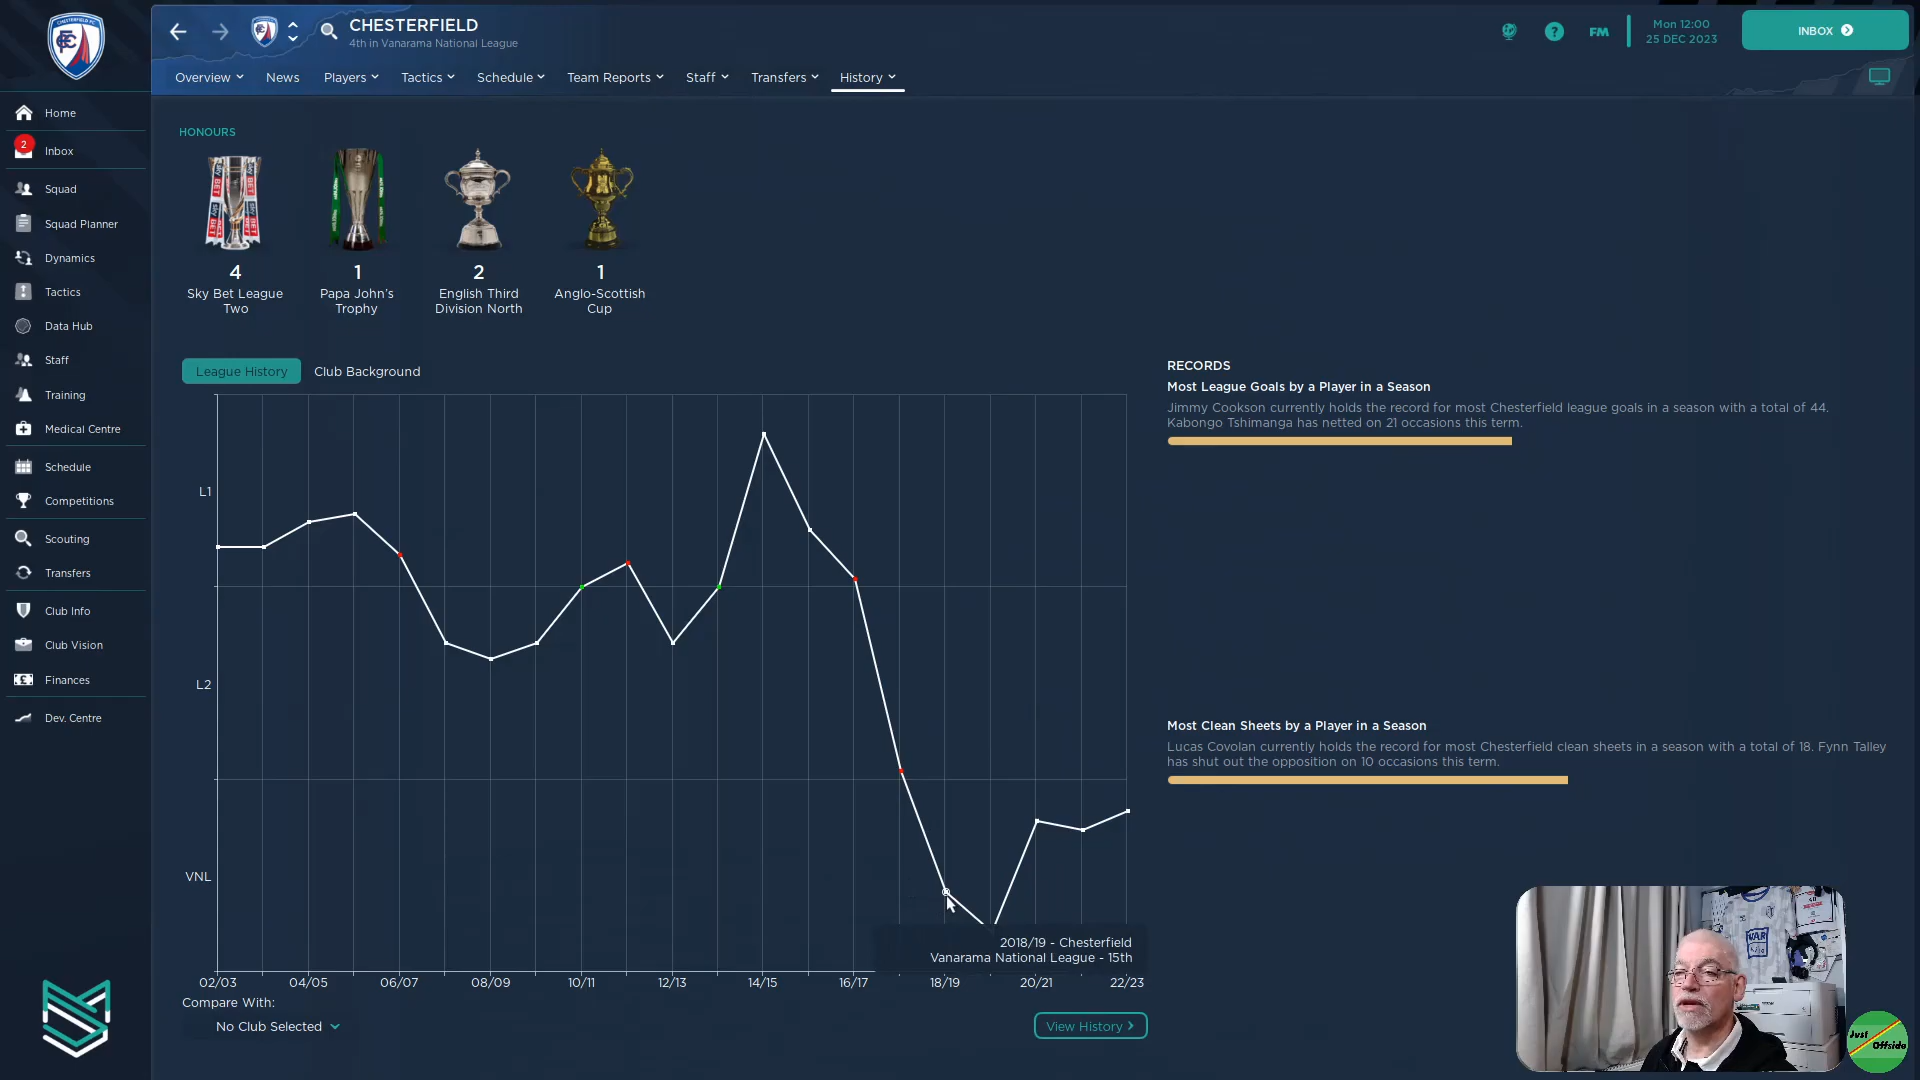 CHESTERFIELD
4th in Vanarama National League
Mon 12:00
25 DEC 2023
INBOX
FM
Overview
News
Players
Tactics
Schedule
Team Reports
Staff
Transfers
History
Home
2
Inbox
Squad
Squad Planner
Dynamics
Tactics
Data Hub
Staff
Training
Medical Centre
Schedule
Competitions
Scouting
Transfers
Club Info
Club Vision
Finances
Dev. Centre
HONOURS
4
Sky Bet League
Two
1
Papa John's
Trophy
2
English Third
Division North
1
Anglo-Scottish
Cup
League History
Club Background
L1
L2
VNL
02/03
04/05
06/07
08/09
10/11
12/13
14/15
16/17
18/19
20/21
22/23
2018/19 - Chesterfield
Vanarama National League - 15th
Compare With:
No Club Selected
View History
RECORDS
Most League Goals by a Player in a Season
Jimmy Cookson currently holds the record for most Chesterfield league goals in a season with a total of 44.
Kabongo Tshimanga has netted on 21 occasions this term.
Most Clean Sheets by a Player in a Season
Lucas Covolan currently holds the record for most Chesterfield clean sheets in a season with a total of 18. Fynn Talley
has shut out the opposition on 10 occasions this term.
VAR
Just
Offside